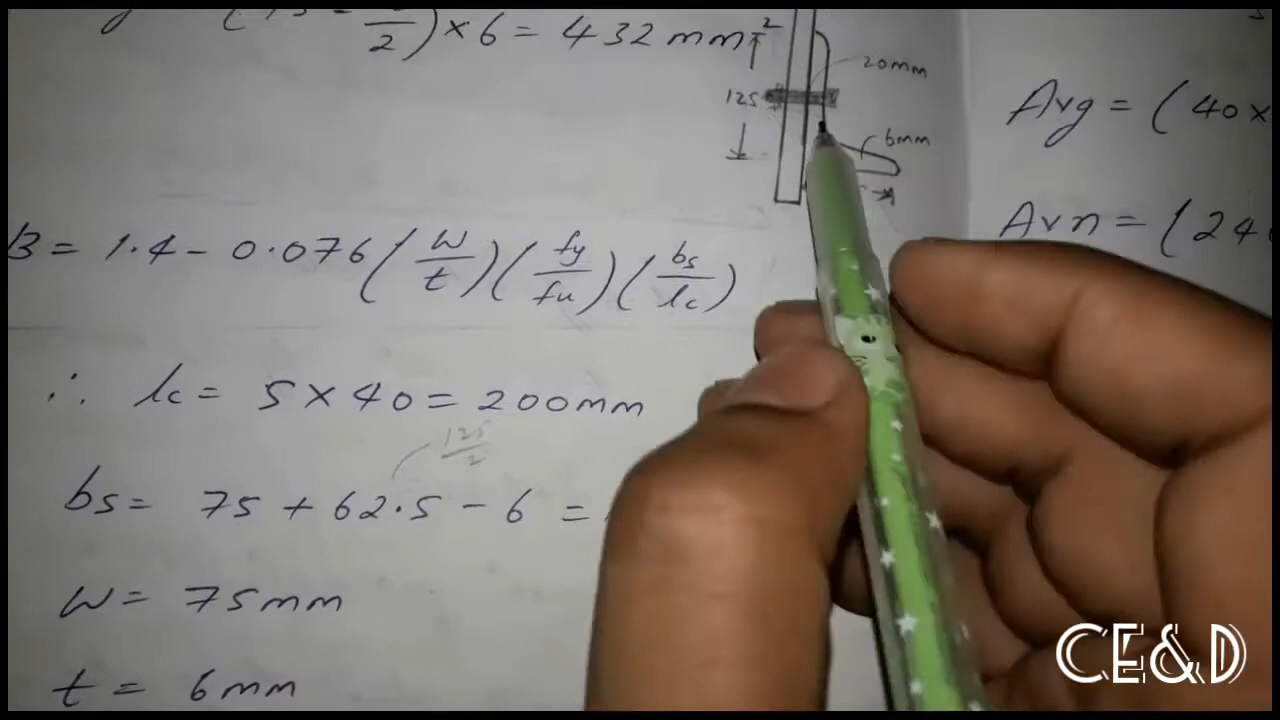 2) × 6 = 432 mm²
20mm
125
6mm
Avg = ( 40 ×
Avn = ( 24
B = 1.4 - 0.076 ( w/t ) ( fy/fu ) ( bs/lc )
∴ lc = 5 × 40 = 200mm
125/2
bs = 75 + 62.5 - 6 =
w = 75mm
t = 6mm
CE&D